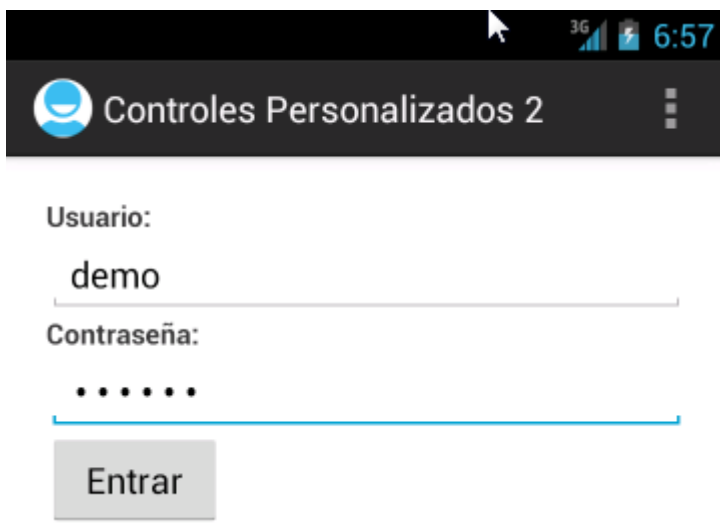 3G 6:57
Controles Personalizados 2
Usuario:
demo
Contraseña:
••••••
Entrar